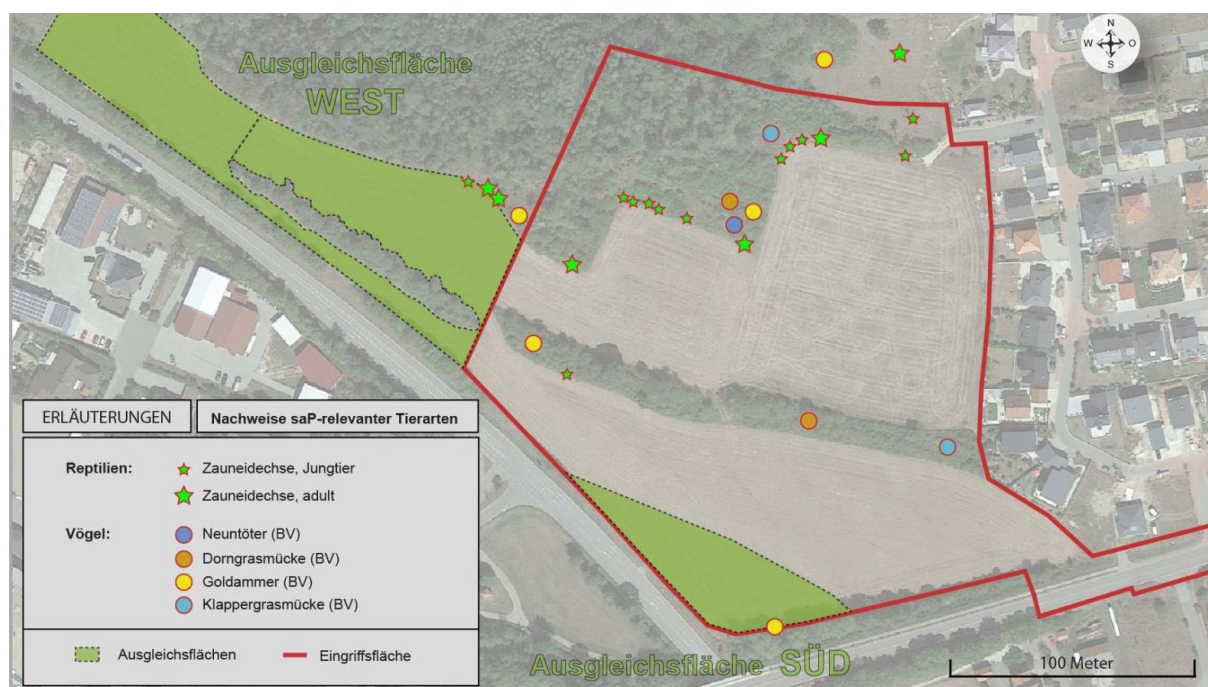 Ausgleichsfläche
WEST
N
W O
S
ERLÄUTERUNGEN
Nachweise saP-relevanter Tierarten
Reptilien: Zauneidechse, Jungtier
Zauneidechse, adult
Vögel: Neuntöter (BV)
Dorngrasmücke (BV)
Goldammer (BV)
Klappergrasmücke (BV)
Ausgleichsflächen Eingriffsfläche
Ausgleichsfläche SÜD
100 Meter